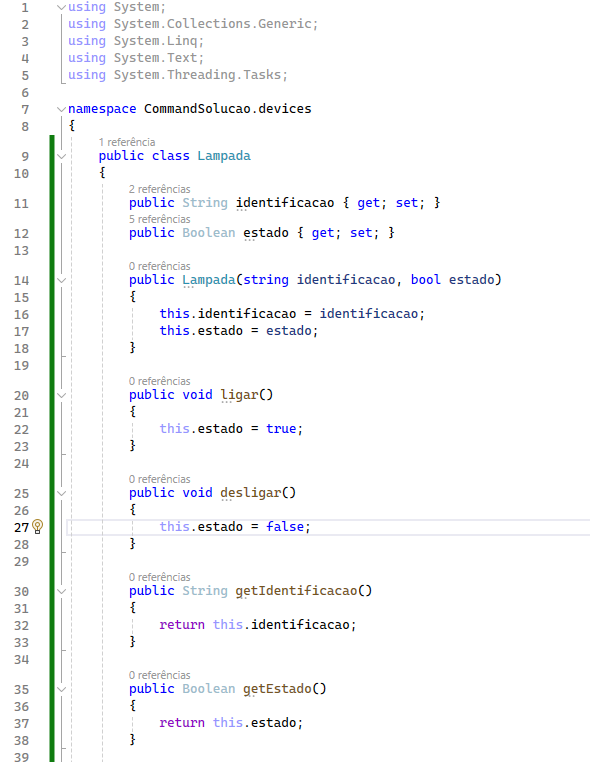 1 using System;
2 using System.Collections.Generic;
3 using System.Linq;
4 using System.Text;
5 using System.Threading.Tasks;
6
7 namespace CommandSolucao.devices
8 {
1 referência
9 public class Lampada
10 {
2 referências
11 public String identificacao { get; set; }
5 referências
12 public Boolean estado { get; set; }
13
0 referências
14 public Lampada(string identificacao, bool estado)
15 {
16 this.identificacao = identificacao;
17 this.estado = estado;
18 }
19
0 referências
20 public void ligar()
21 {
22 this.estado = true;
23 }
24
0 referências
25 public void desligar()
26 {
27 this.estado = false;
28 }
29
0 referências
30 public String getIdentificacao()
31 {
32 return this.identificacao;
33 }
34
0 referências
35 public Boolean getEstado()
36 {
37 return this.estado;
38 }
39